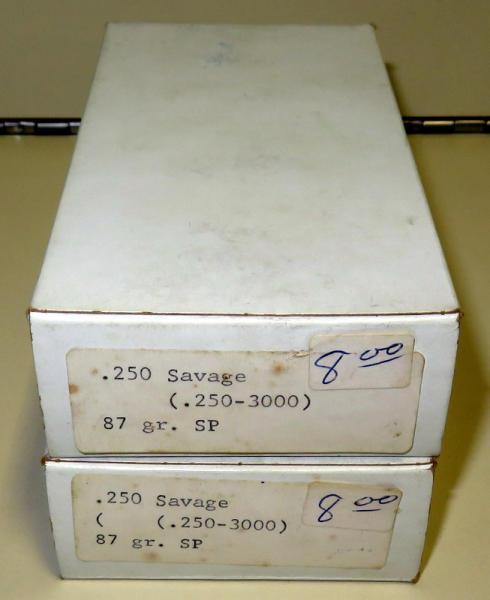 8 00
.250 Savage
(.250-3000)
87 gr. SP
8 00
.250 Savage
( (.250-3000)
87 gr. SP